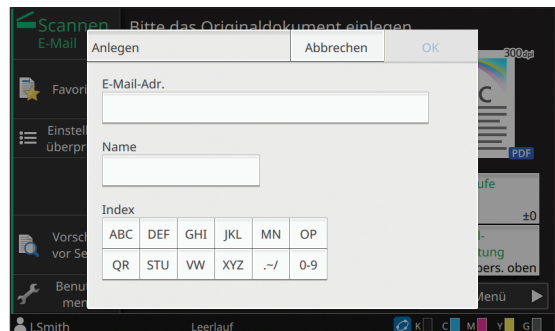 Scannen
E-Mail
Bitte das Originaldokument einlegen
Anlegen
Abbrechen
OK
300dpi
E-Mail-Adr.
Favori
C
Einstell
überpr
PDF
Name
ufe
±0
Index
ABC DEF GHI JKL MN OP
QR STU VW XYZ .~/ 0-9
Vorsch
vor Se
l-
tung
pers. oben
Benu
men
Menü
J.Smith
Leerlauf
K C M Y G